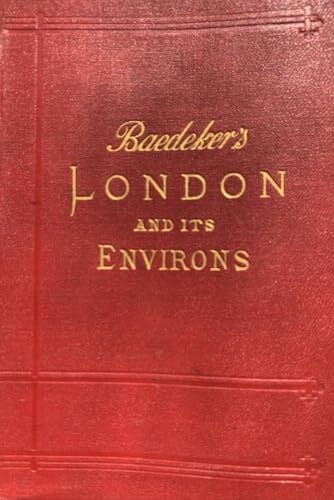 Baedeker's
LONDON
AND ITS
ENVIRONS